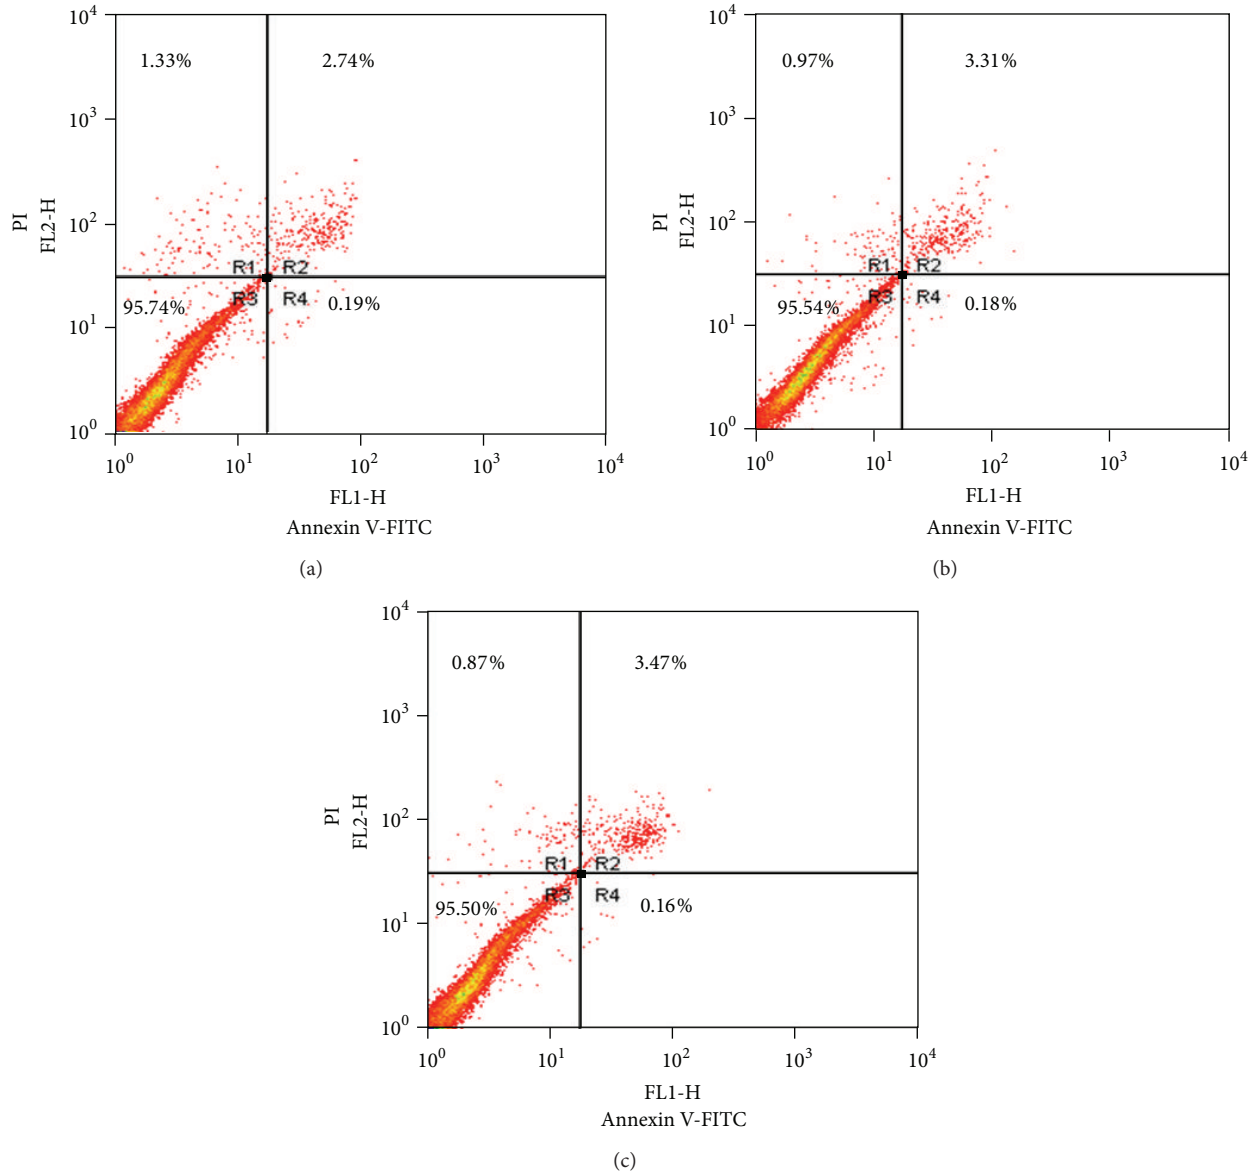 10^4
1.33%
2.74%
10^3
PI
FL2-H
10^2
R1 R2
R3 R4
95.74%
0.19%
10^1
10^0
10^0 10^1 10^2 10^3 10^4
FL1-H
Annexin V-FITC
(a)
10^4
0.97%
3.31%
10^3
PI
FL2-H
10^2
R1 R2
R3 R4
95.54%
0.18%
10^1
10^0
10^0 10^1 10^2 10^3 10^4
FL1-H
Annexin V-FITC
(b)
10^4
0.87%
3.47%
10^3
PI
FL2-H
10^2
R1 R2
R3 R4
95.50%
0.16%
10^1
10^0
10^0 10^1 10^2 10^3 10^4
FL1-H
Annexin V-FITC
(c)